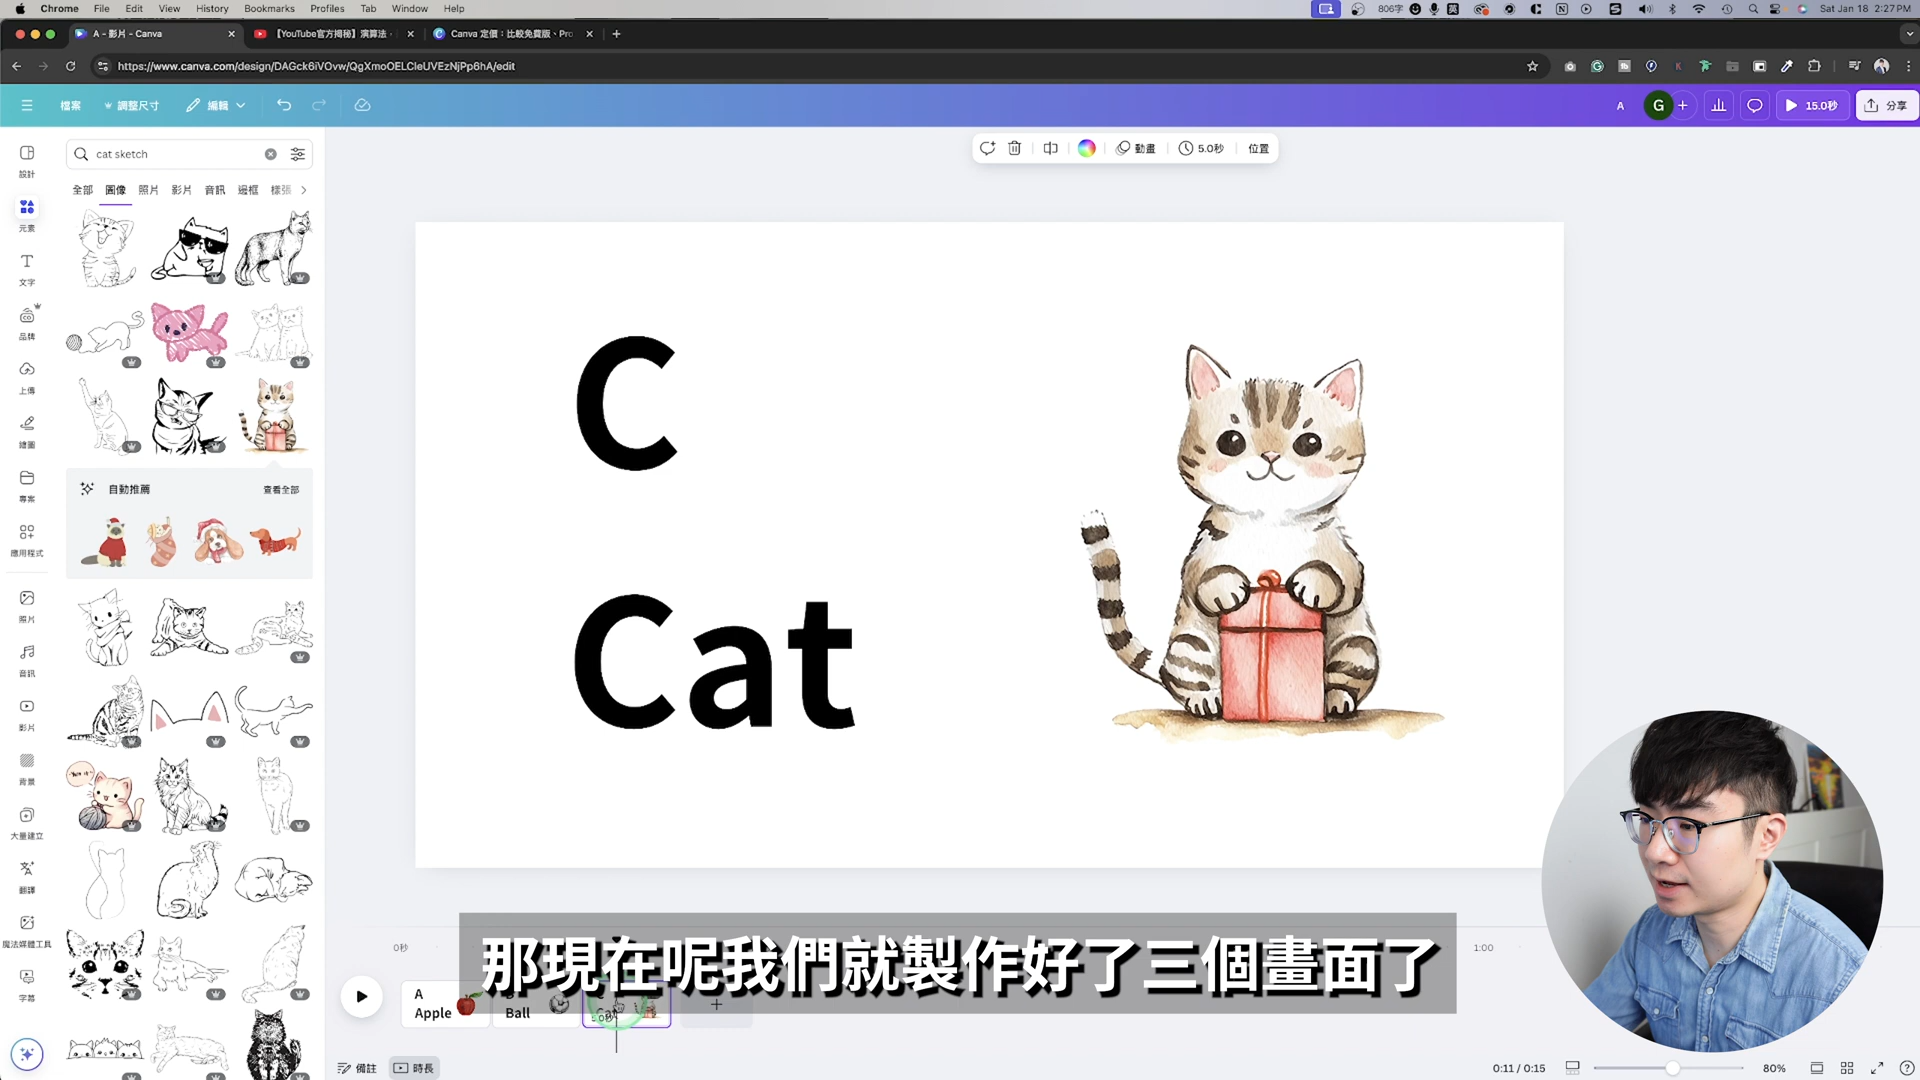 Chrome File Edit View History Bookmarks Profiles Tab Window Help
806字 英 Sat Jan 18 2:27 PM
A - 影片 - Canva
【YouTube官方揭秘】演算法
Canva 定價：比較免費版、Pro
https://www.canva.com/design/DAGck6iVOvw/QgXmoOELCIeUVEzNjPp6hA/edit
檔案 調整尺寸 編輯
A G 15.0秒 分享
設計
元素
文字
品牌
上傳
繪圖
專案
應用程式
照片
音訊
影片
背景
大量建立
翻譯
魔法媒體工具
字幕
cat sketch
全部 圖像 照片 影片 音訊 邊框 樣張
自動推薦 查看全部
動畫 5.0秒 位置
C
Cat
0秒 1:00
那現在呢我們就製作好了三個畫面了
A
Apple
Ball
備註 時長
0:11 / 0:15 80%